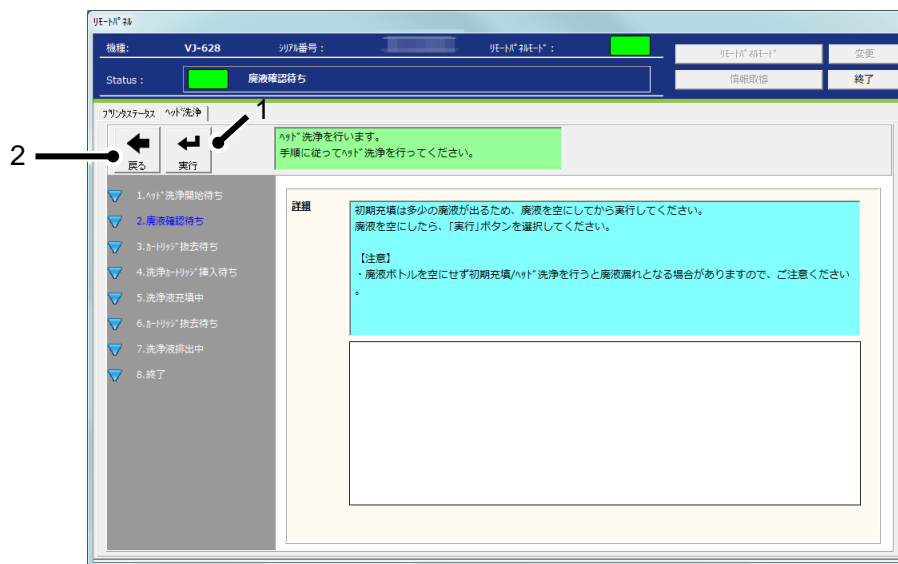 ﾘﾓｰﾄﾊﾟﾈﾙ
機種: VJ-628 ｼﾘｱﾙ番号: ﾘﾓｰﾄﾊﾟﾈﾙﾓｰﾄﾞ: ﾘﾓｰﾄﾊﾟﾈﾙﾓｰﾄﾞ 変更
Status: 廃液確認待ち 情報取得 終了
ﾌﾟﾘﾝﾀｽﾃｰﾀｽ ﾍｯﾄﾞ洗浄
1
2
戻る 実行
ﾍｯﾄﾞ洗浄を行います。
手順に従ってﾍｯﾄﾞ洗浄を行ってください。
1.ﾍｯﾄﾞ洗浄開始待ち
2.廃液確認待ち
3.ｶｰﾄﾘｯｼﾞ抜去待ち
4.洗浄ｶｰﾄﾘｯｼﾞ挿入待ち
5.洗浄液充填中
6.ｶｰﾄﾘｯｼﾞ抜去待ち
7.洗浄液排出中
8.終了
詳細
初期充填は多少の廃液が出るため、廃液を空にしてから実行してください。
廃液を空にしたら、「実行」ボタンを選択してください。
【注意】
・廃液ボトルを空にせず初期充填/ﾍｯﾄﾞ洗浄を行うと廃液漏れとなる場合がありますので、ご注意ください
。